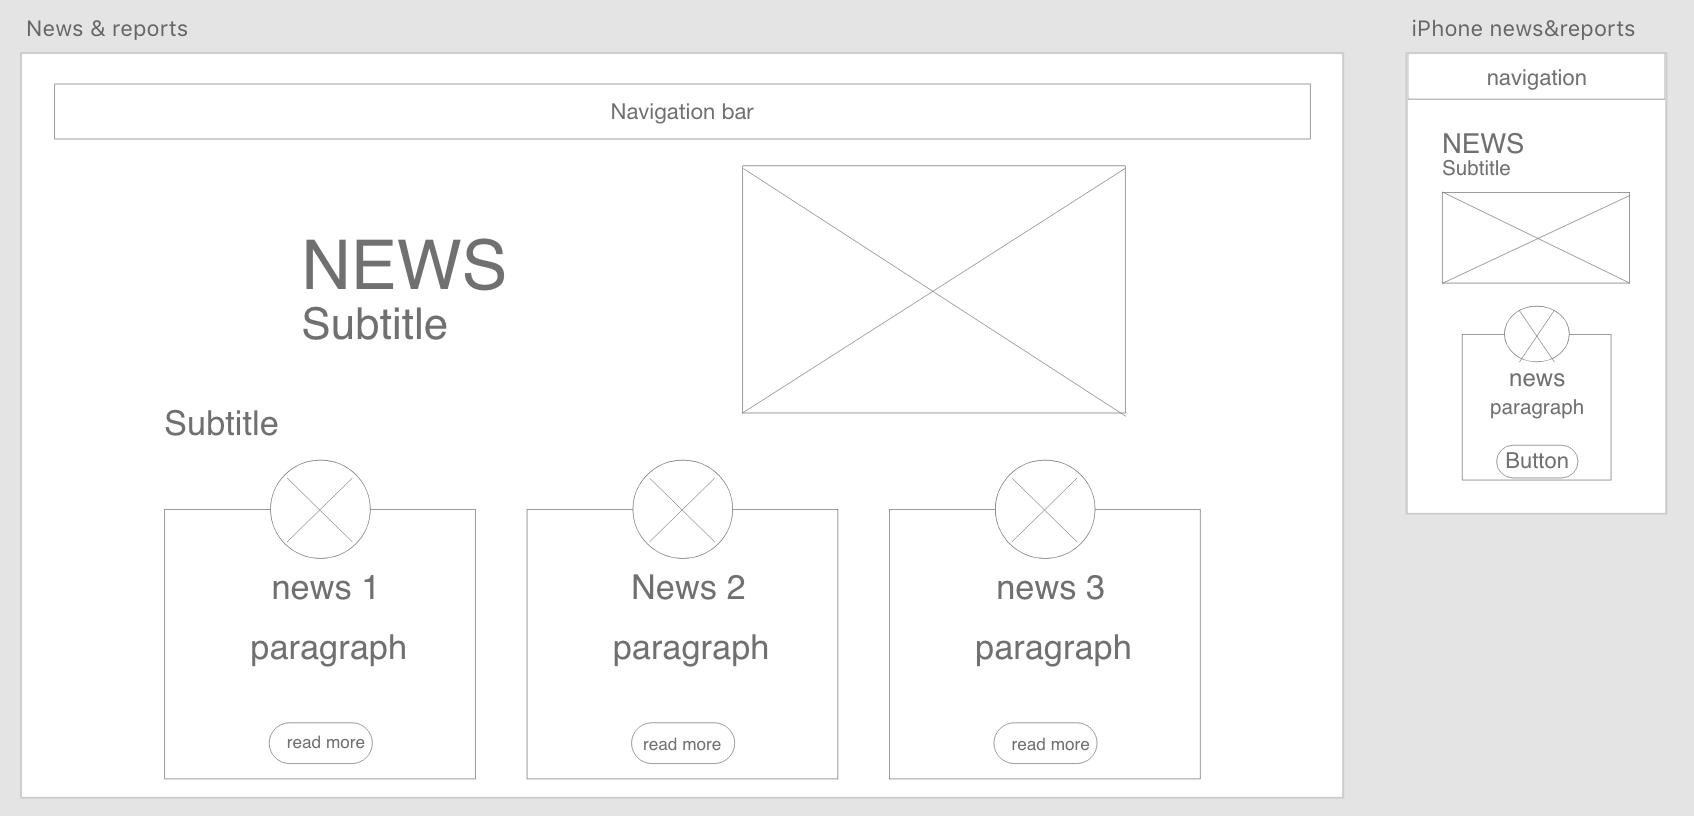 News & reports
Navigation bar
NEWS
Subtitle
Subtitle
news 1
paragraph
read more
News 2
paragraph
read more
news 3
paragraph
read more
iPhone news&reports
navigation
NEWS
Subtitle
news
paragraph
Button